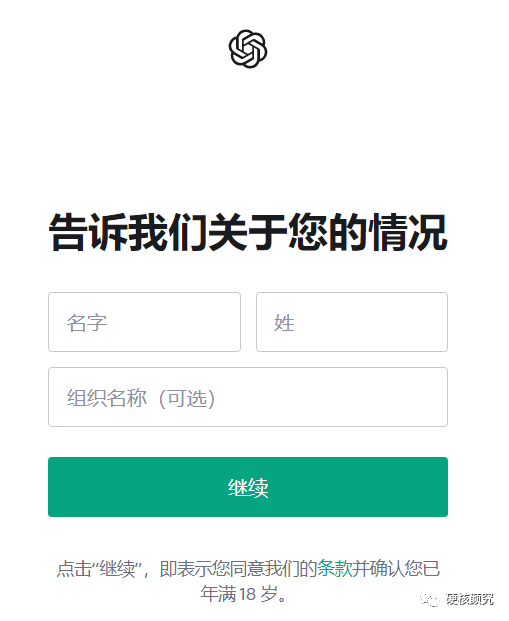 告诉我们关于您的情况
名字
姓
组织名称（可选）
继续
点击“继续”，即表示您同意我们的条款并确认您已
年满 18 岁。
硬核颜究